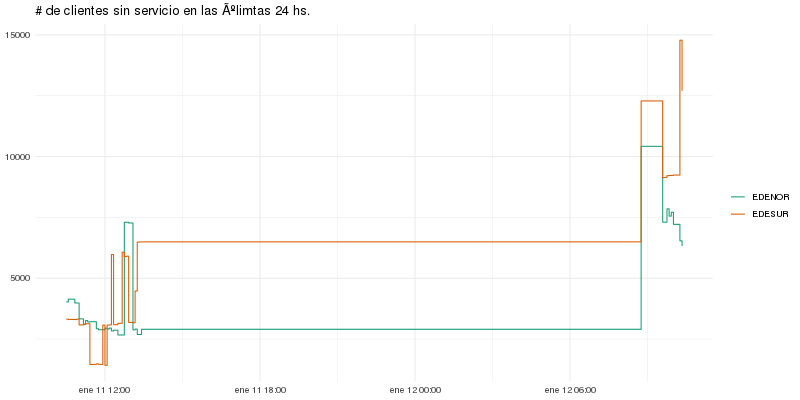 # de clientes sin servicio en las Ãºlimtas 24 hs.
15000
10000
5000
ene 11 12:00
ene 11 18:00
ene 12 00:00
ene 12 06:00
EDENOR
EDESUR